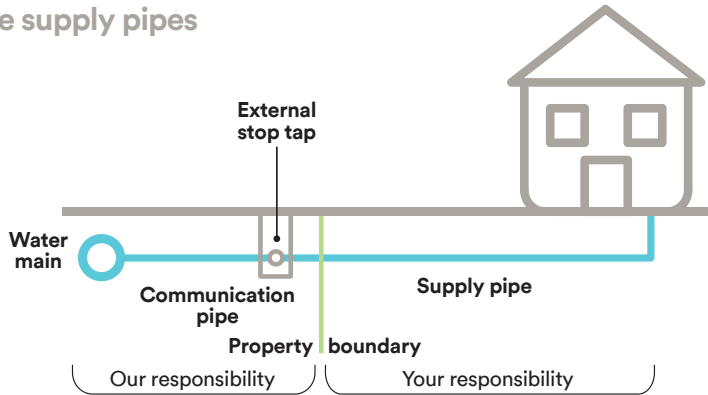 supply pipes
External
stop tap
Water
main
Communication
pipe
Supply pipe
Property boundary
Our responsibility
Your responsibility